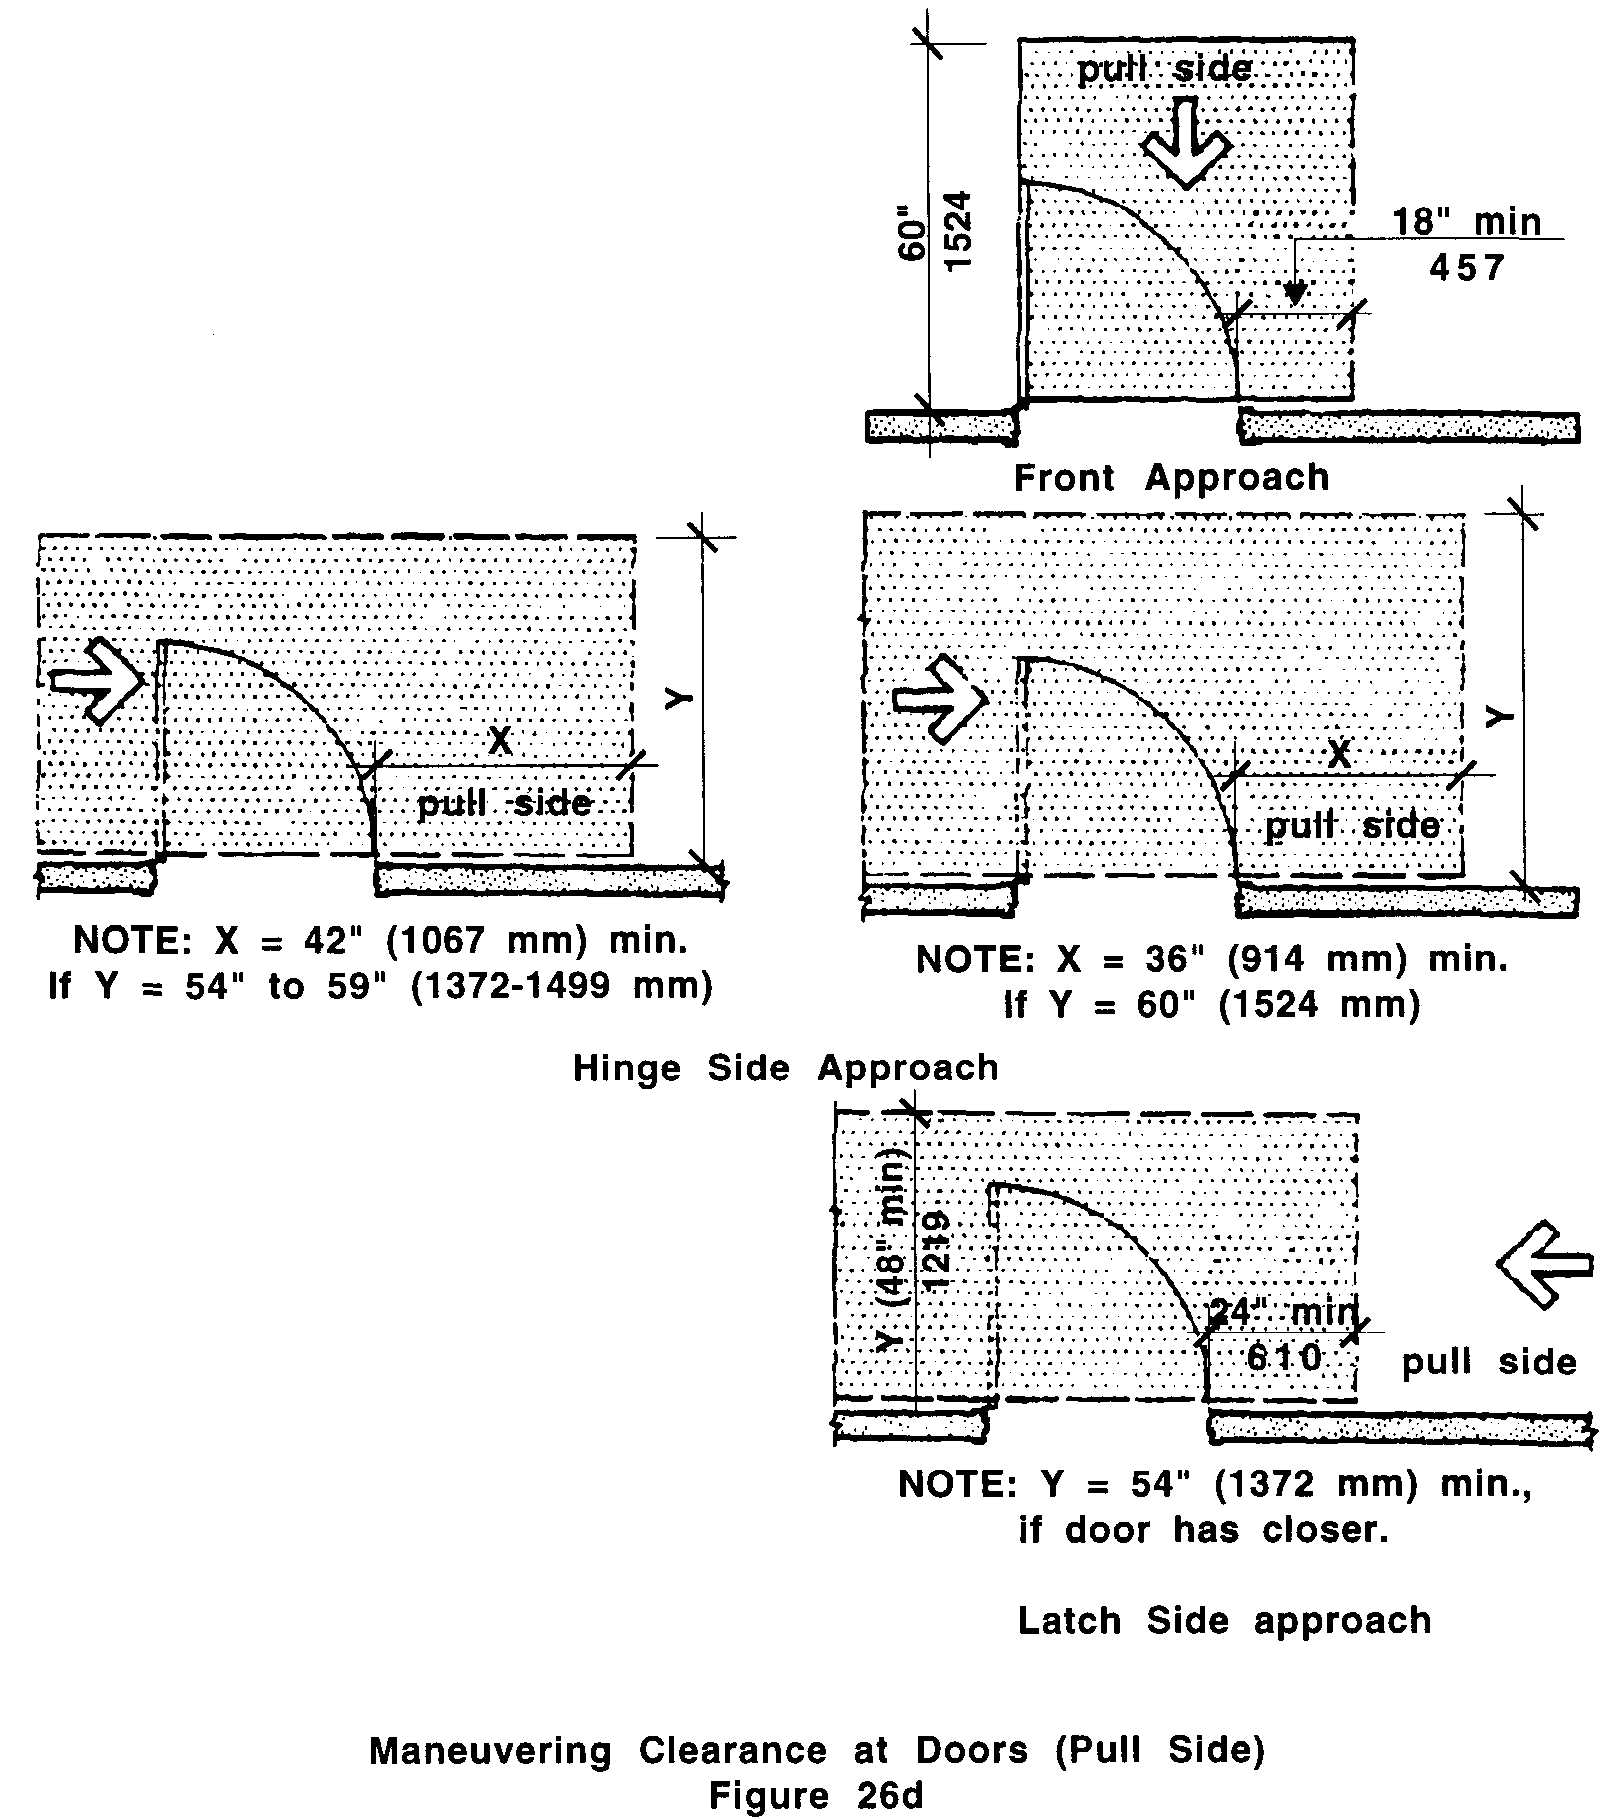 pull side
60"
1524
18" min
457
Front Approach
X
Y
pull side
NOTE: X = 42" (1067 mm) min.
If Y = 54" to 59" (1372-1499 mm)
X
Y
pull side
NOTE: X = 36" (914 mm) min.
If Y = 60" (1524 mm)
Hinge Side Approach
Y (48" min)
1219
24" min
610
pull side
NOTE: Y = 54" (1372 mm) min.,
if door has closer.
Latch Side approach
Maneuvering Clearance at Doors (Pull Side)
Figure 26d